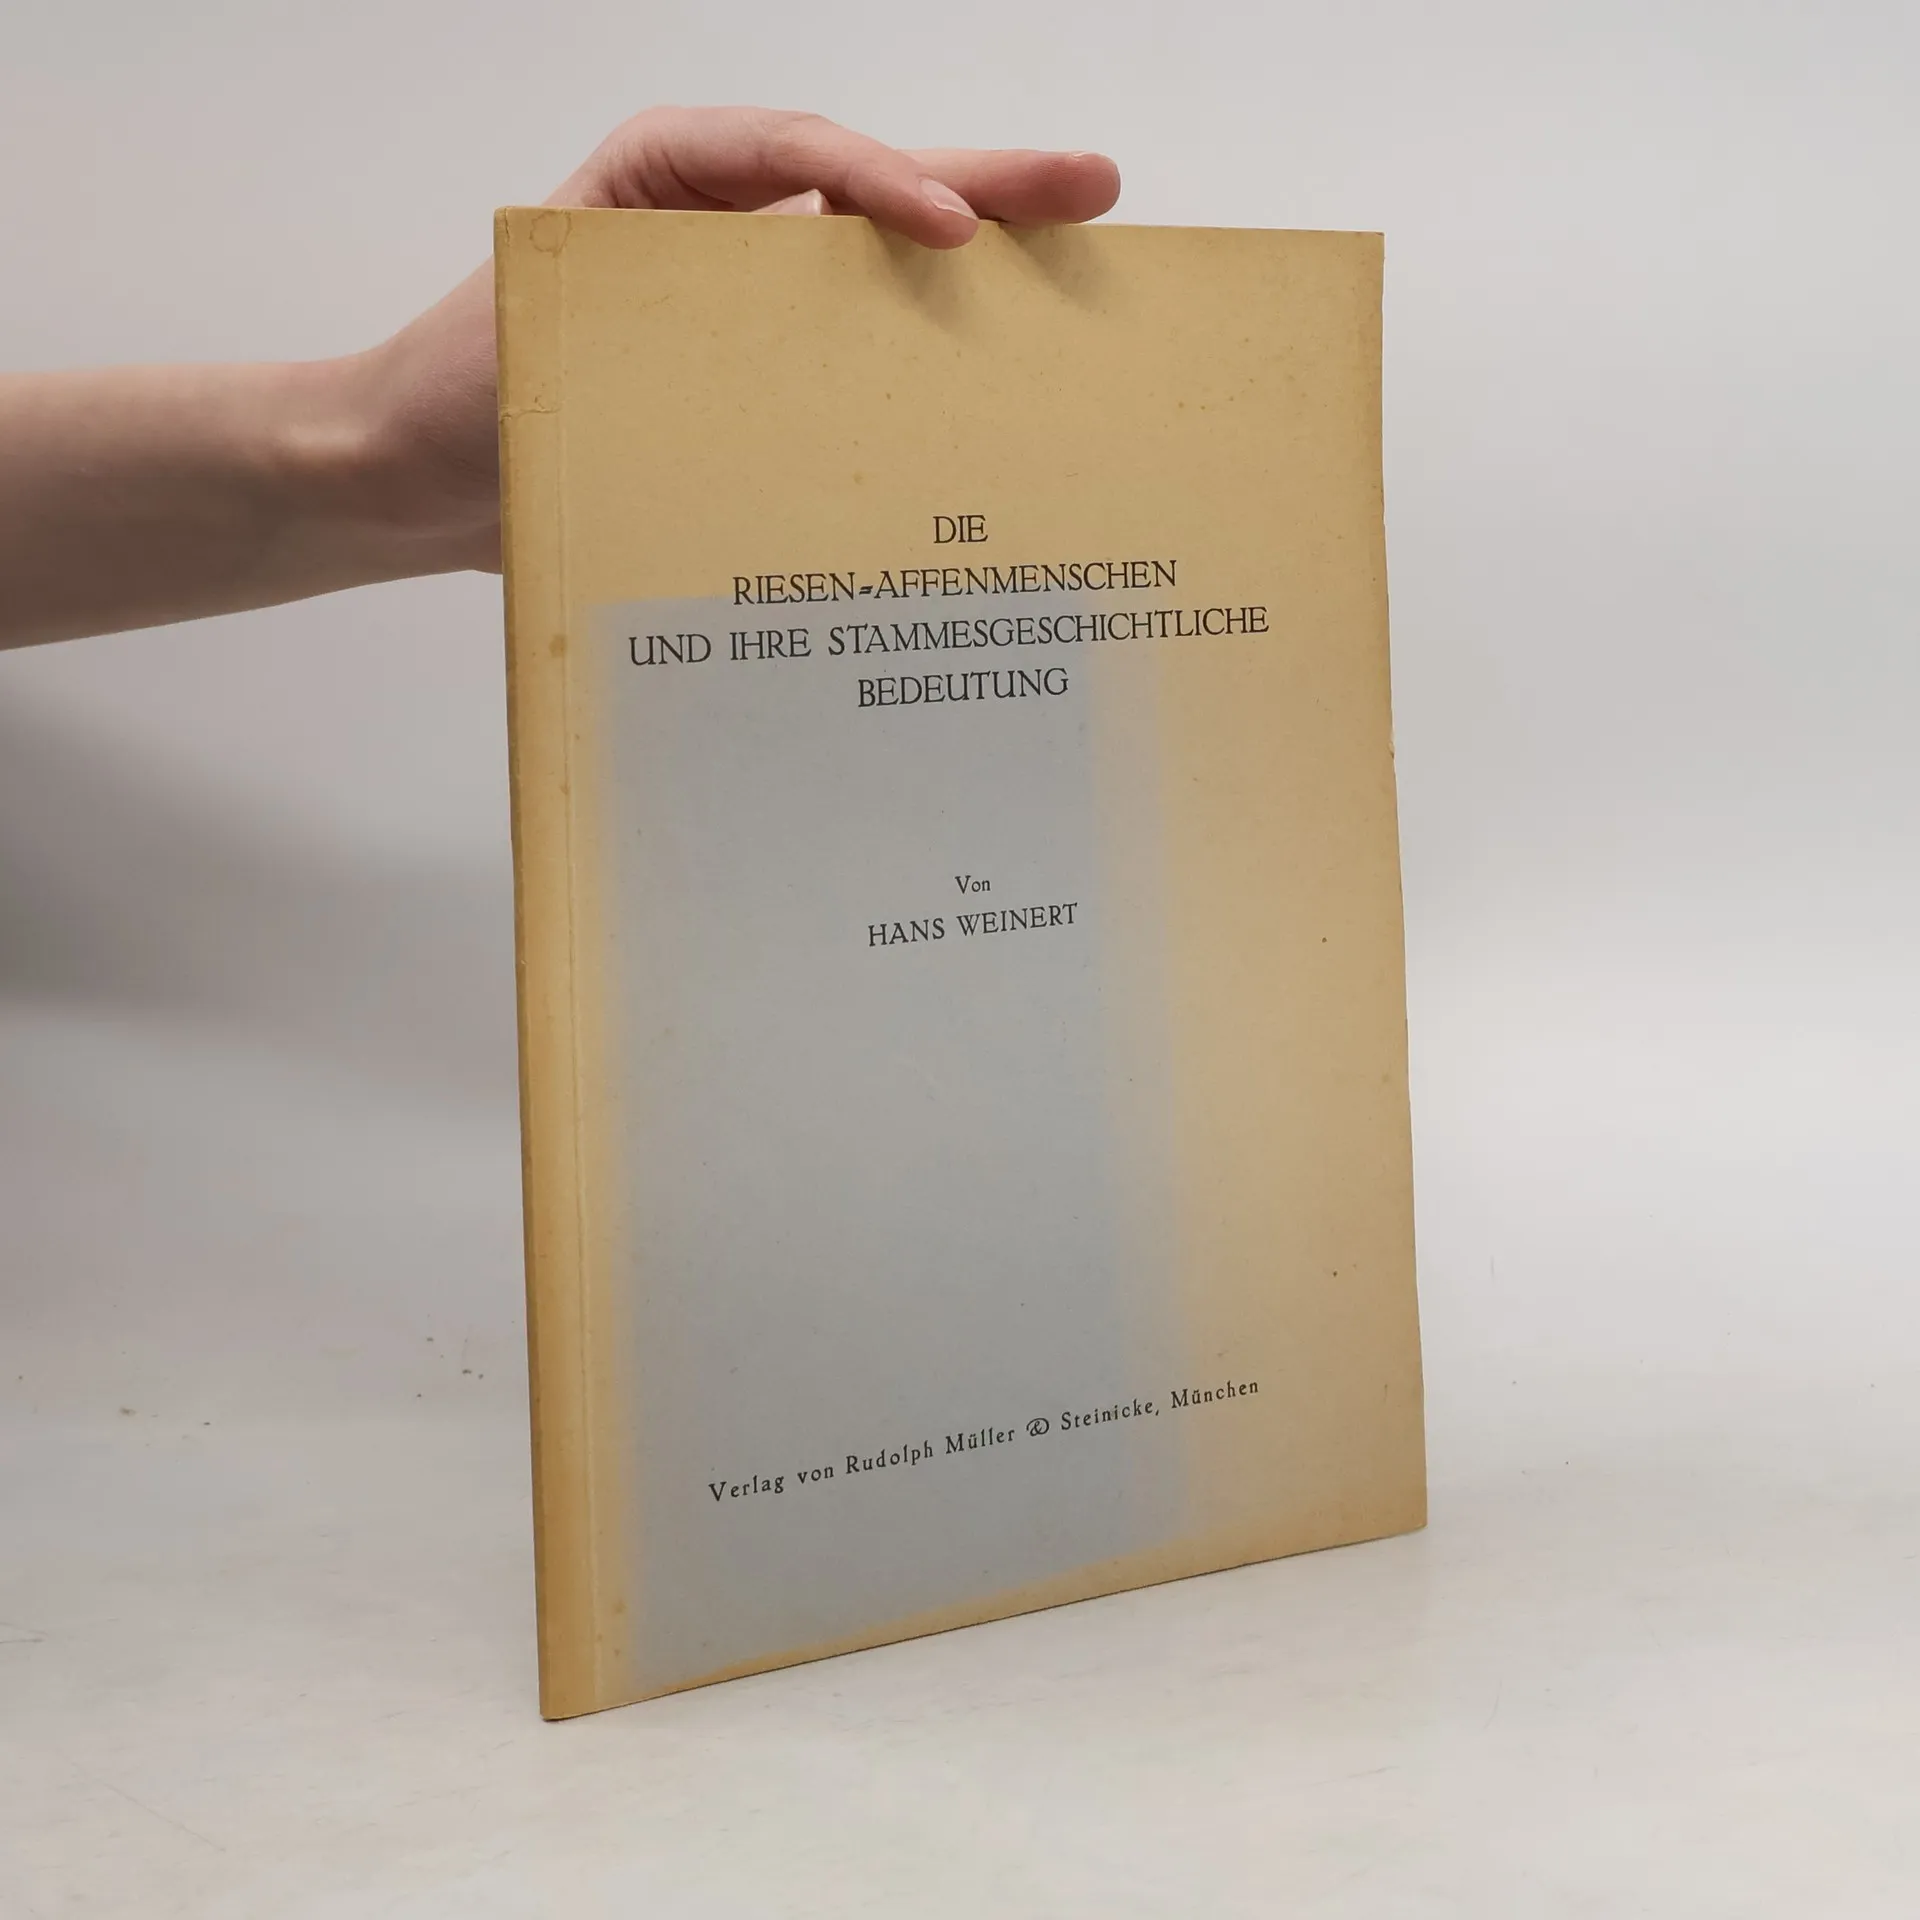 DIE
RIESEN=AFFENMENSCHEN
UND IHRE STAMMESGESCHICHTLICHE
BEDEUTUNG
Von
HANS WEINERT
Verlag von Rudolph Müller & Steinicke, München